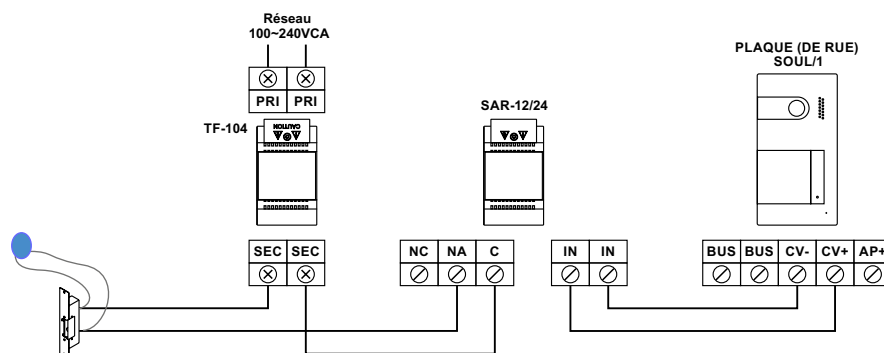 Réseau
100~240VCA
PLAQUE (DE RUE)
SOUL/1
PRI PRI
SAR-12/24
TF-104
CAUTION
SEC SEC
NC NA C
IN IN
BUS BUS CV- CV+ AP+